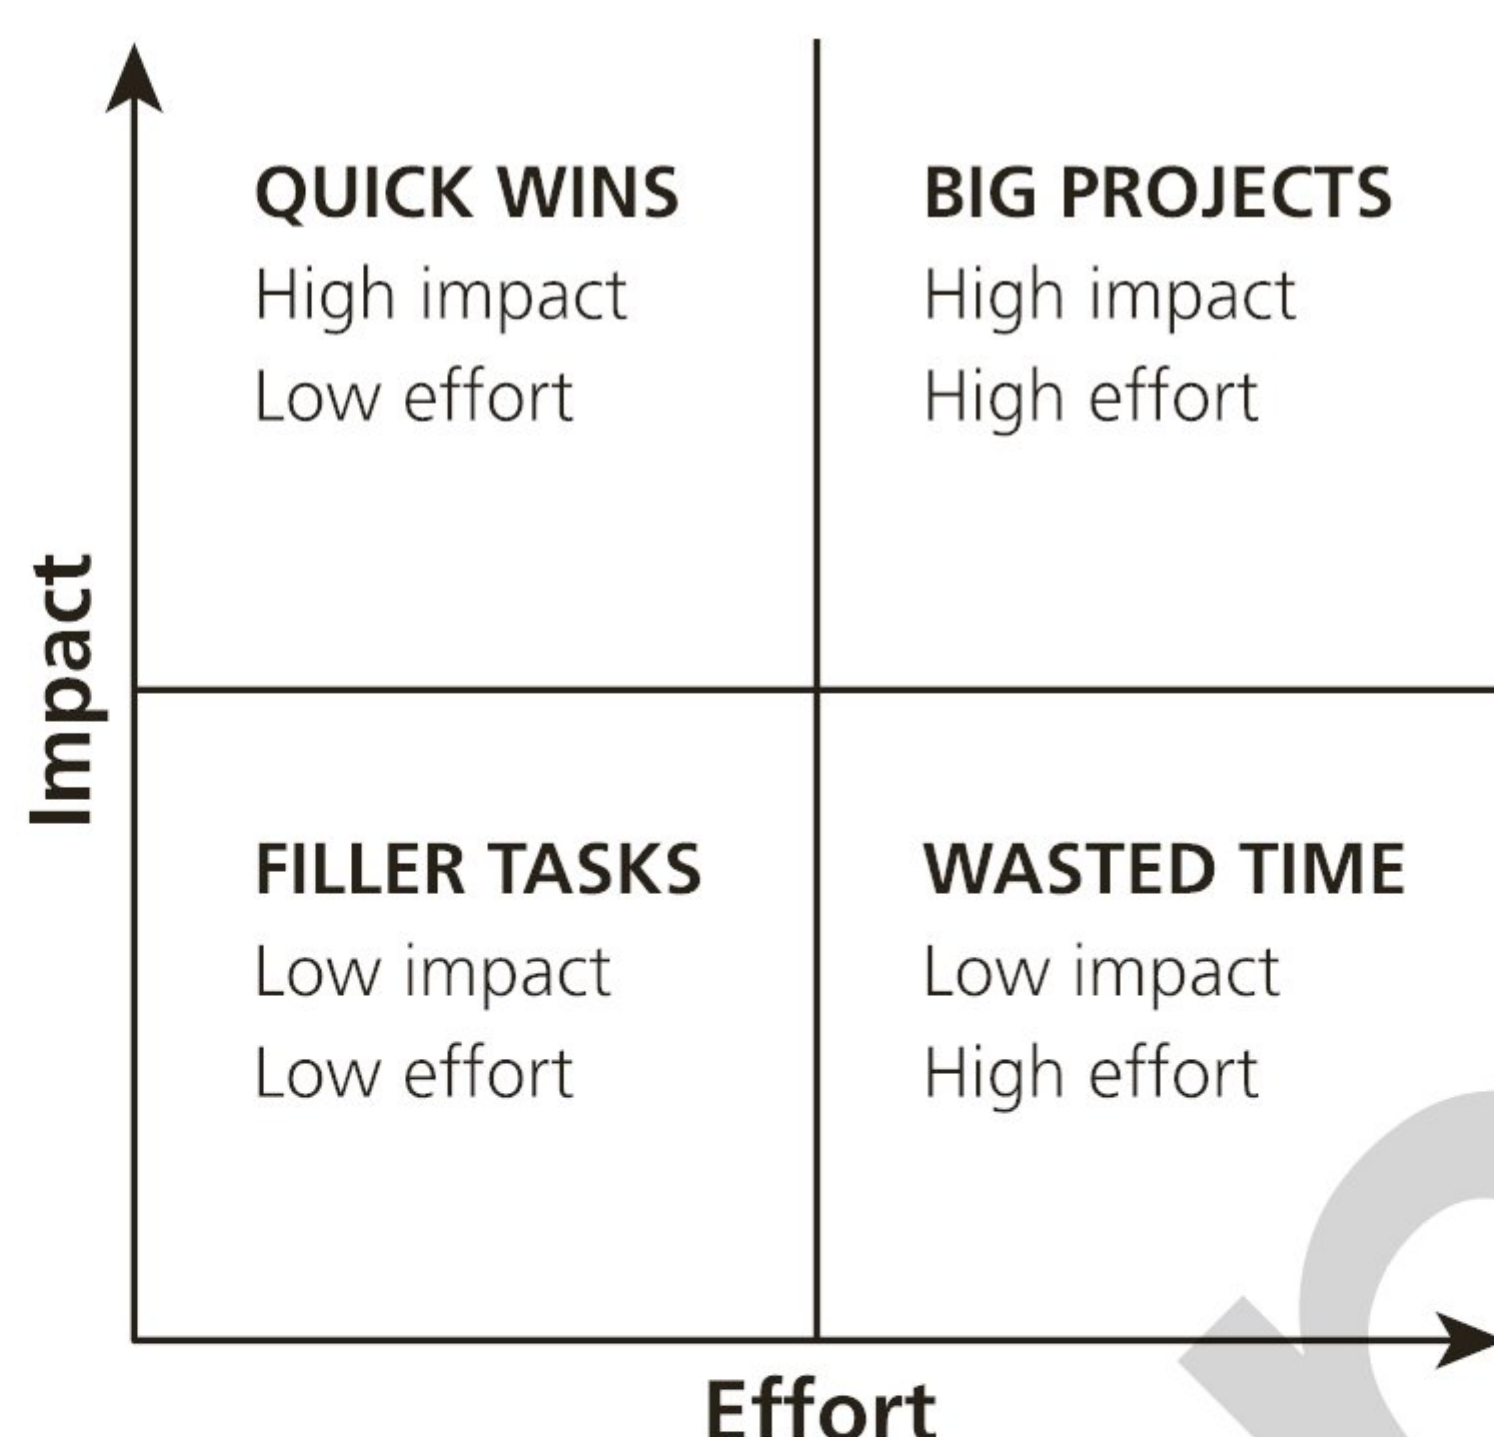 QUICK WINS
High impact
Low effort
BIG PROJECTS
High impact
High effort
Impact
FILLER TASKS
Low impact
Low effort
WASTED TIME
Low impact
High effort
Effort